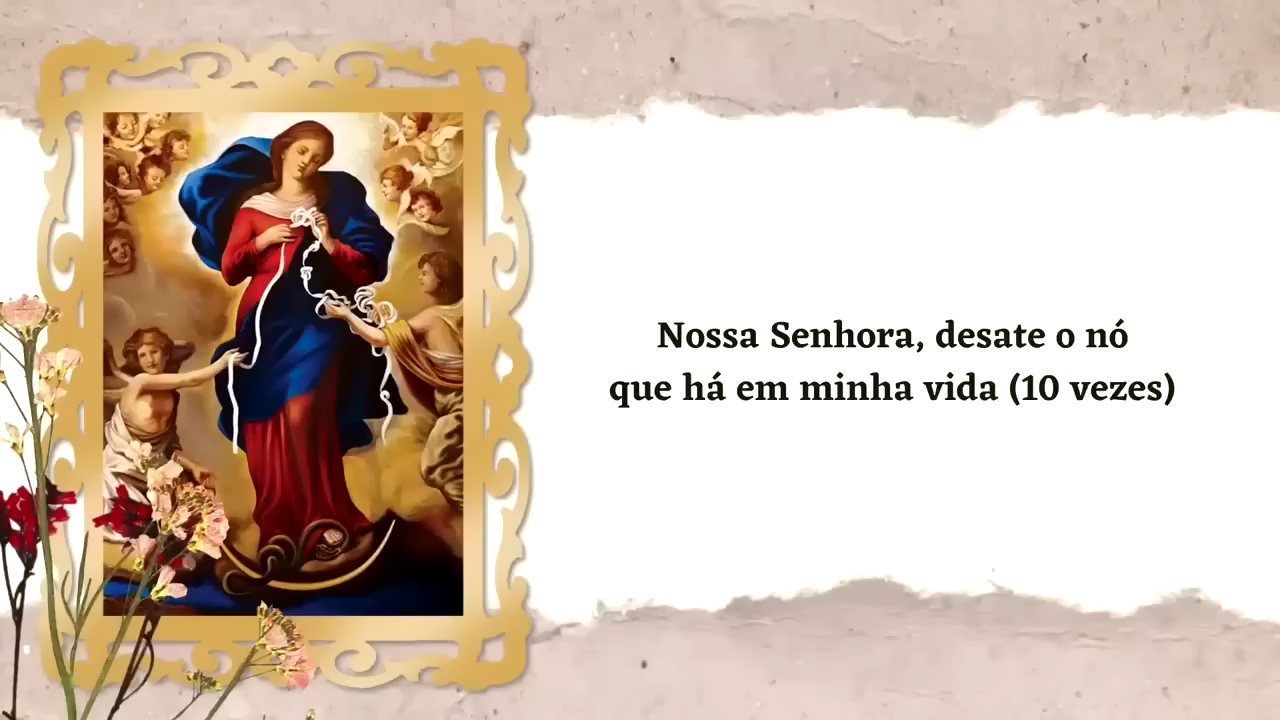 Nossa Senhora, desate o nó
que há em minha vida (10 vezes)